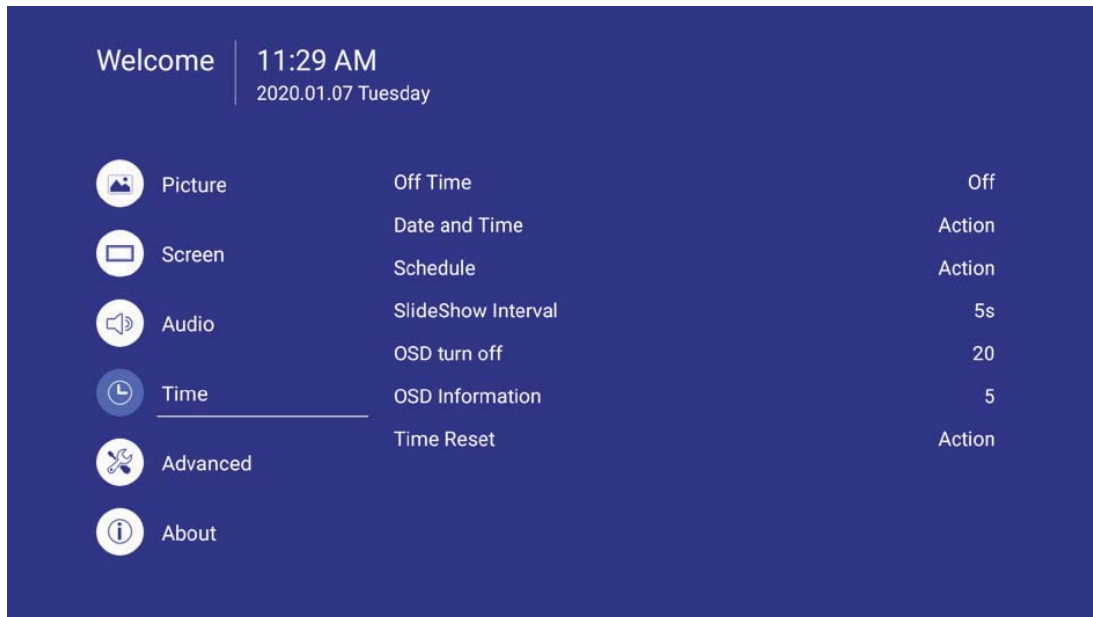 Welcome
11:29 AM
2020.01.07 Tuesday
Picture
Screen
Audio
Time
Advanced
About
Off Time Off
Date and Time Action
Schedule Action
SlideShow Interval 5s
OSD turn off 20
OSD Information 5
Time Reset Action